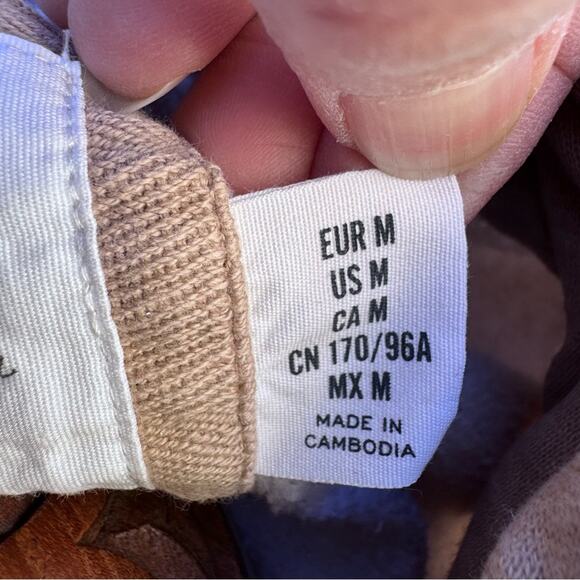 EUR M
US M
CA M
CN 170/96A
MX M
MADE IN
CAMBODIA